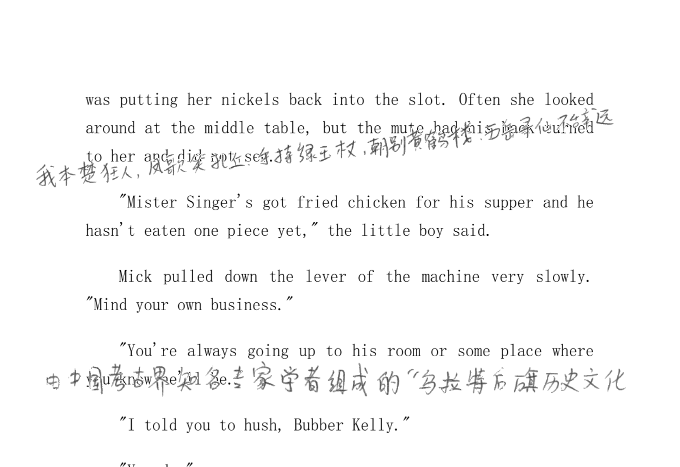 was putting her nickels back into the slot. Often she looked
around at the middle table, but the mute had his back turned
to her and did not see.
我本楚狂人,凤歌笑孔丘.手持绿玉杖,朝别黄鹤楼.五岳寻仙不辞远
"Mister Singer's got fried chicken for his supper and he
hasn't eaten one piece yet," the little boy said.
Mick pulled down the lever of the machine very slowly.
"Mind your own business."
"You're always going up to his room or some place where
you know he'll be."
由中国考古界知名专家学者组成的"乌拉特后旗历史文化
"I told you to hush, Bubber Kelly."